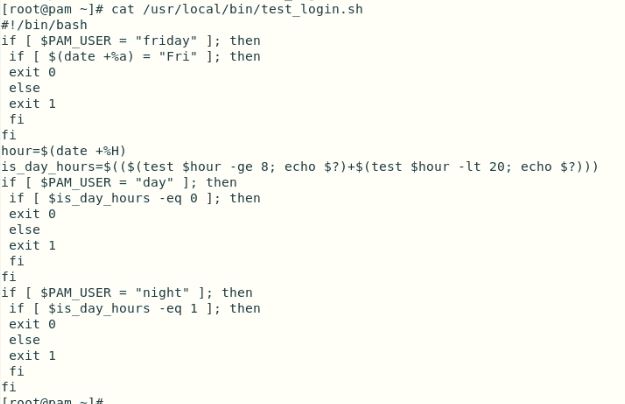 [root@pam ~]# cat /usr/local/bin/test_login.sh
#!/bin/bash
if [ $PAM_USER = "friday" ]; then
 if [ $(date +%a) = "Fri" ]; then
 exit 0
 else
 exit 1
 fi
fi
hour=$(date +%H)
is_day_hours=$(($(test $hour -ge 8; echo $?)+$(test $hour -lt 20; echo $?)))
if [ $PAM_USER = "day" ]; then
 if [ $is_day_hours -eq 0 ]; then
 exit 0
 else
 exit 1
 fi
fi
if [ $PAM_USER = "night" ]; then
 if [ $is_day_hours -eq 1 ]; then
 exit 0
 else
 exit 1
 fi
fi
[root@pam ~]#